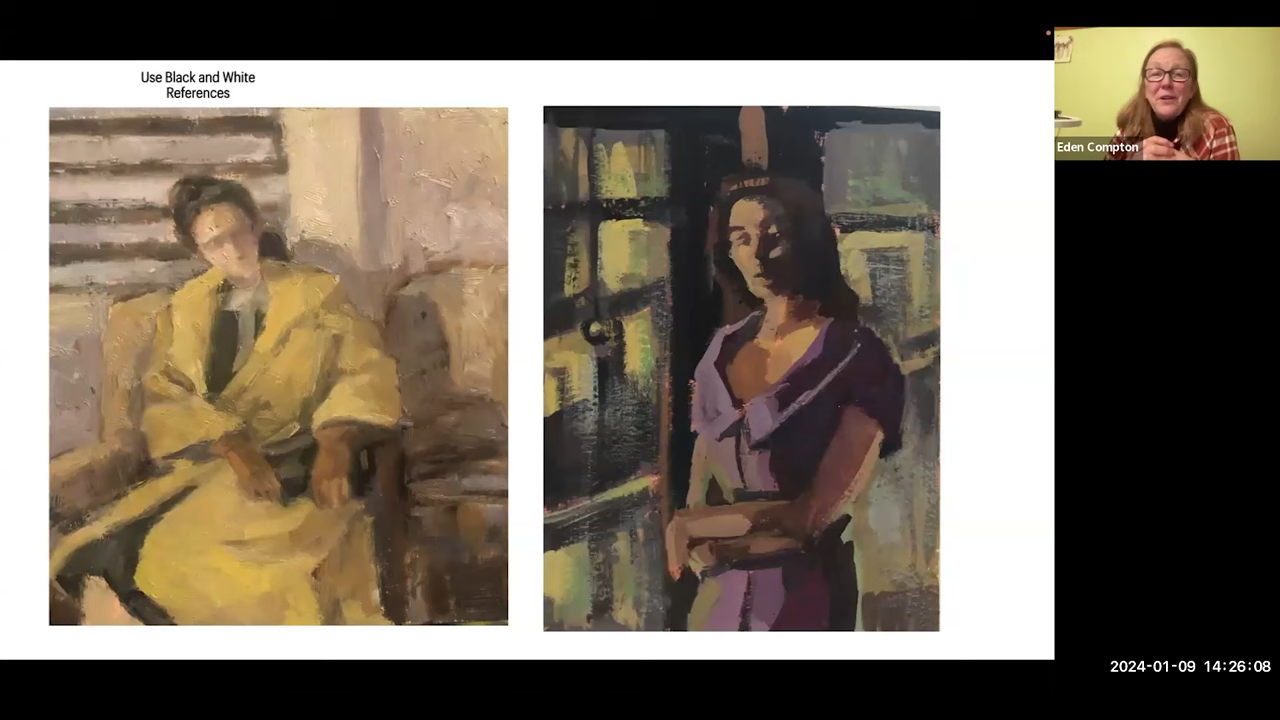 Use Black and White
References
Eden Compton
2024-01-09 14:26:08